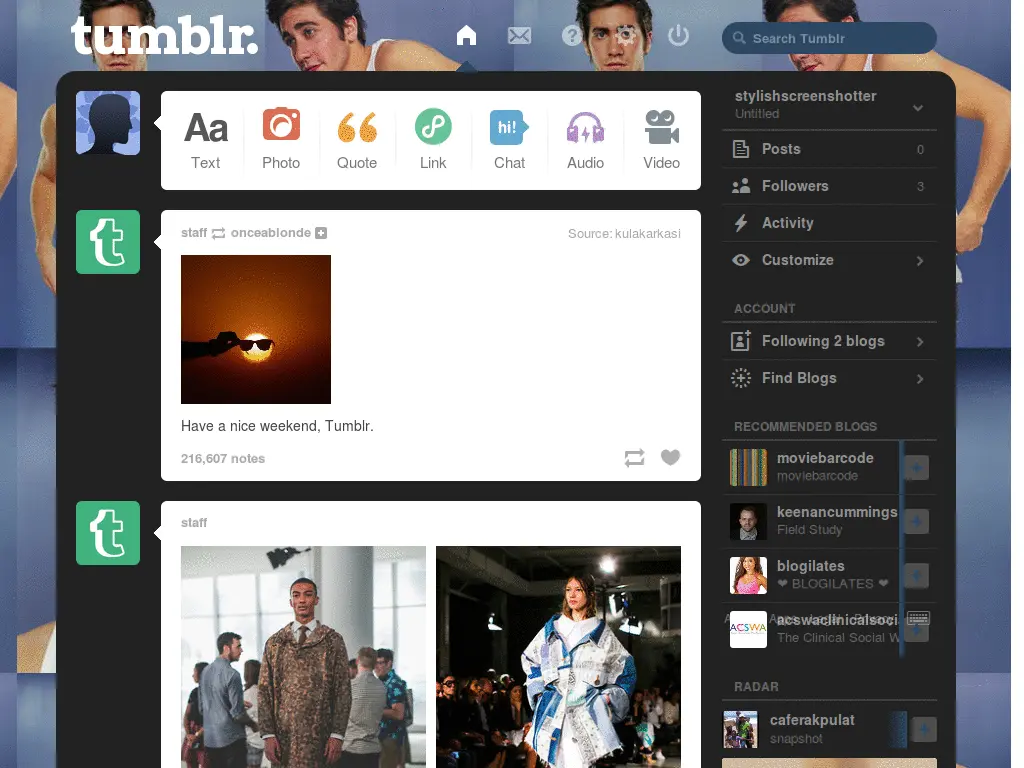 tumblr.
Search Tumblr
Aa
hi!
Text
Photo
Quote
Link
Chat
Audio
Video
staff onceablonde
Source: kulakarkasi
Have a nice weekend, Tumblr.
216,607 notes
staff
stylishscreenshotter
Untitled
Posts 0
Followers 3
Activity
Customize
ACCOUNT
Following 2 blogs
Find Blogs
RECOMMENDED BLOGS
moviebarcode
moviebarcode
keenancummings
Field Study
blogilates
❤ BLOGILATES ❤
ACSWA
The Clinical Social W
RADAR
caferakpulat
snapshot